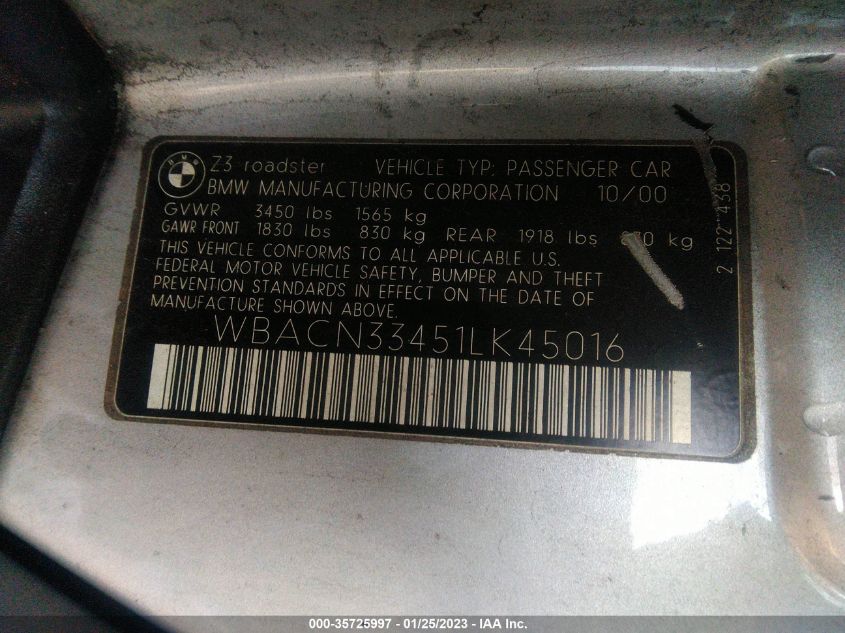 BMW
Z3 roadster VEHICLE TYP: PASSENGER CAR
BMW MANUFACTURING CORPORATION 10/00
GVWR 3450 lbs 1565 kg
GAWR FRONT 1830 lbs 830 kg REAR 1918 lbs 870 kg
THIS VEHICLE CONFORMS TO ALL APPLICABLE U.S.
FEDERAL MOTOR VEHICLE SAFETY, BUMPER AND THEFT
PREVENTION STANDARDS IN EFFECT ON THE DATE OF
MANUFACTURE SHOWN ABOVE.
WBACN33451LK45016
2 122 438
000-35725997 - 01/25/2023 - IAA Inc.